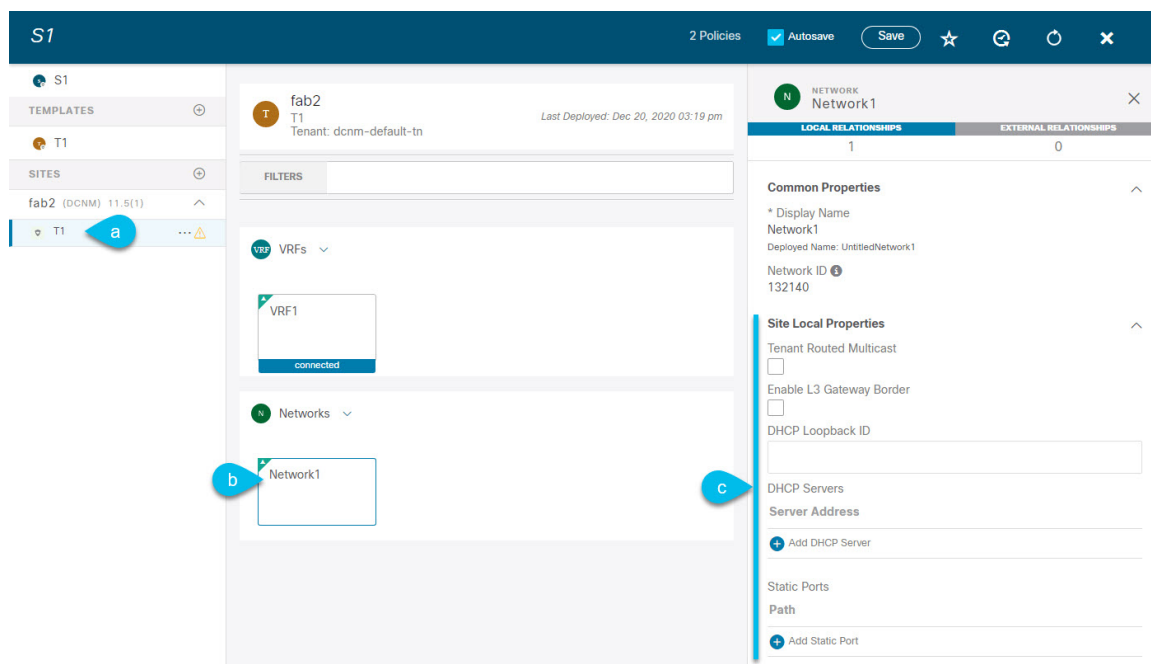 S1
2 Policies
Autosave
Save
S1
TEMPLATES
T1
SITES
fab2 (DCNM) 11.5(1)
T1
a
...
T
fab2
T1
Tenant: dcnm-default-tn
Last Deployed: Dec 20, 2020 03:19 pm
FILTERS
VRF VRFs
VRF1
connected
N Networks
b
Network1
N
NETWORK
Network1
LOCAL RELATIONSHIPS
EXTERNAL RELATIONSHIPS
1
0
Common Properties
* Display Name
Network1
Deployed Name: UntitledNetwork1
Network ID
132140
Site Local Properties
Tenant Routed Multicast
Enable L3 Gateway Border
DHCP Loopback ID
c
DHCP Servers
Server Address
Add DHCP Server
Static Ports
Path
Add Static Port